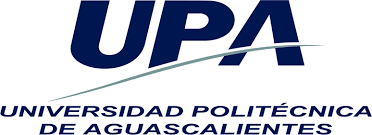 UPA
UNIVERSIDAD POLITÉCNICA
DE AGUASCALIENTES